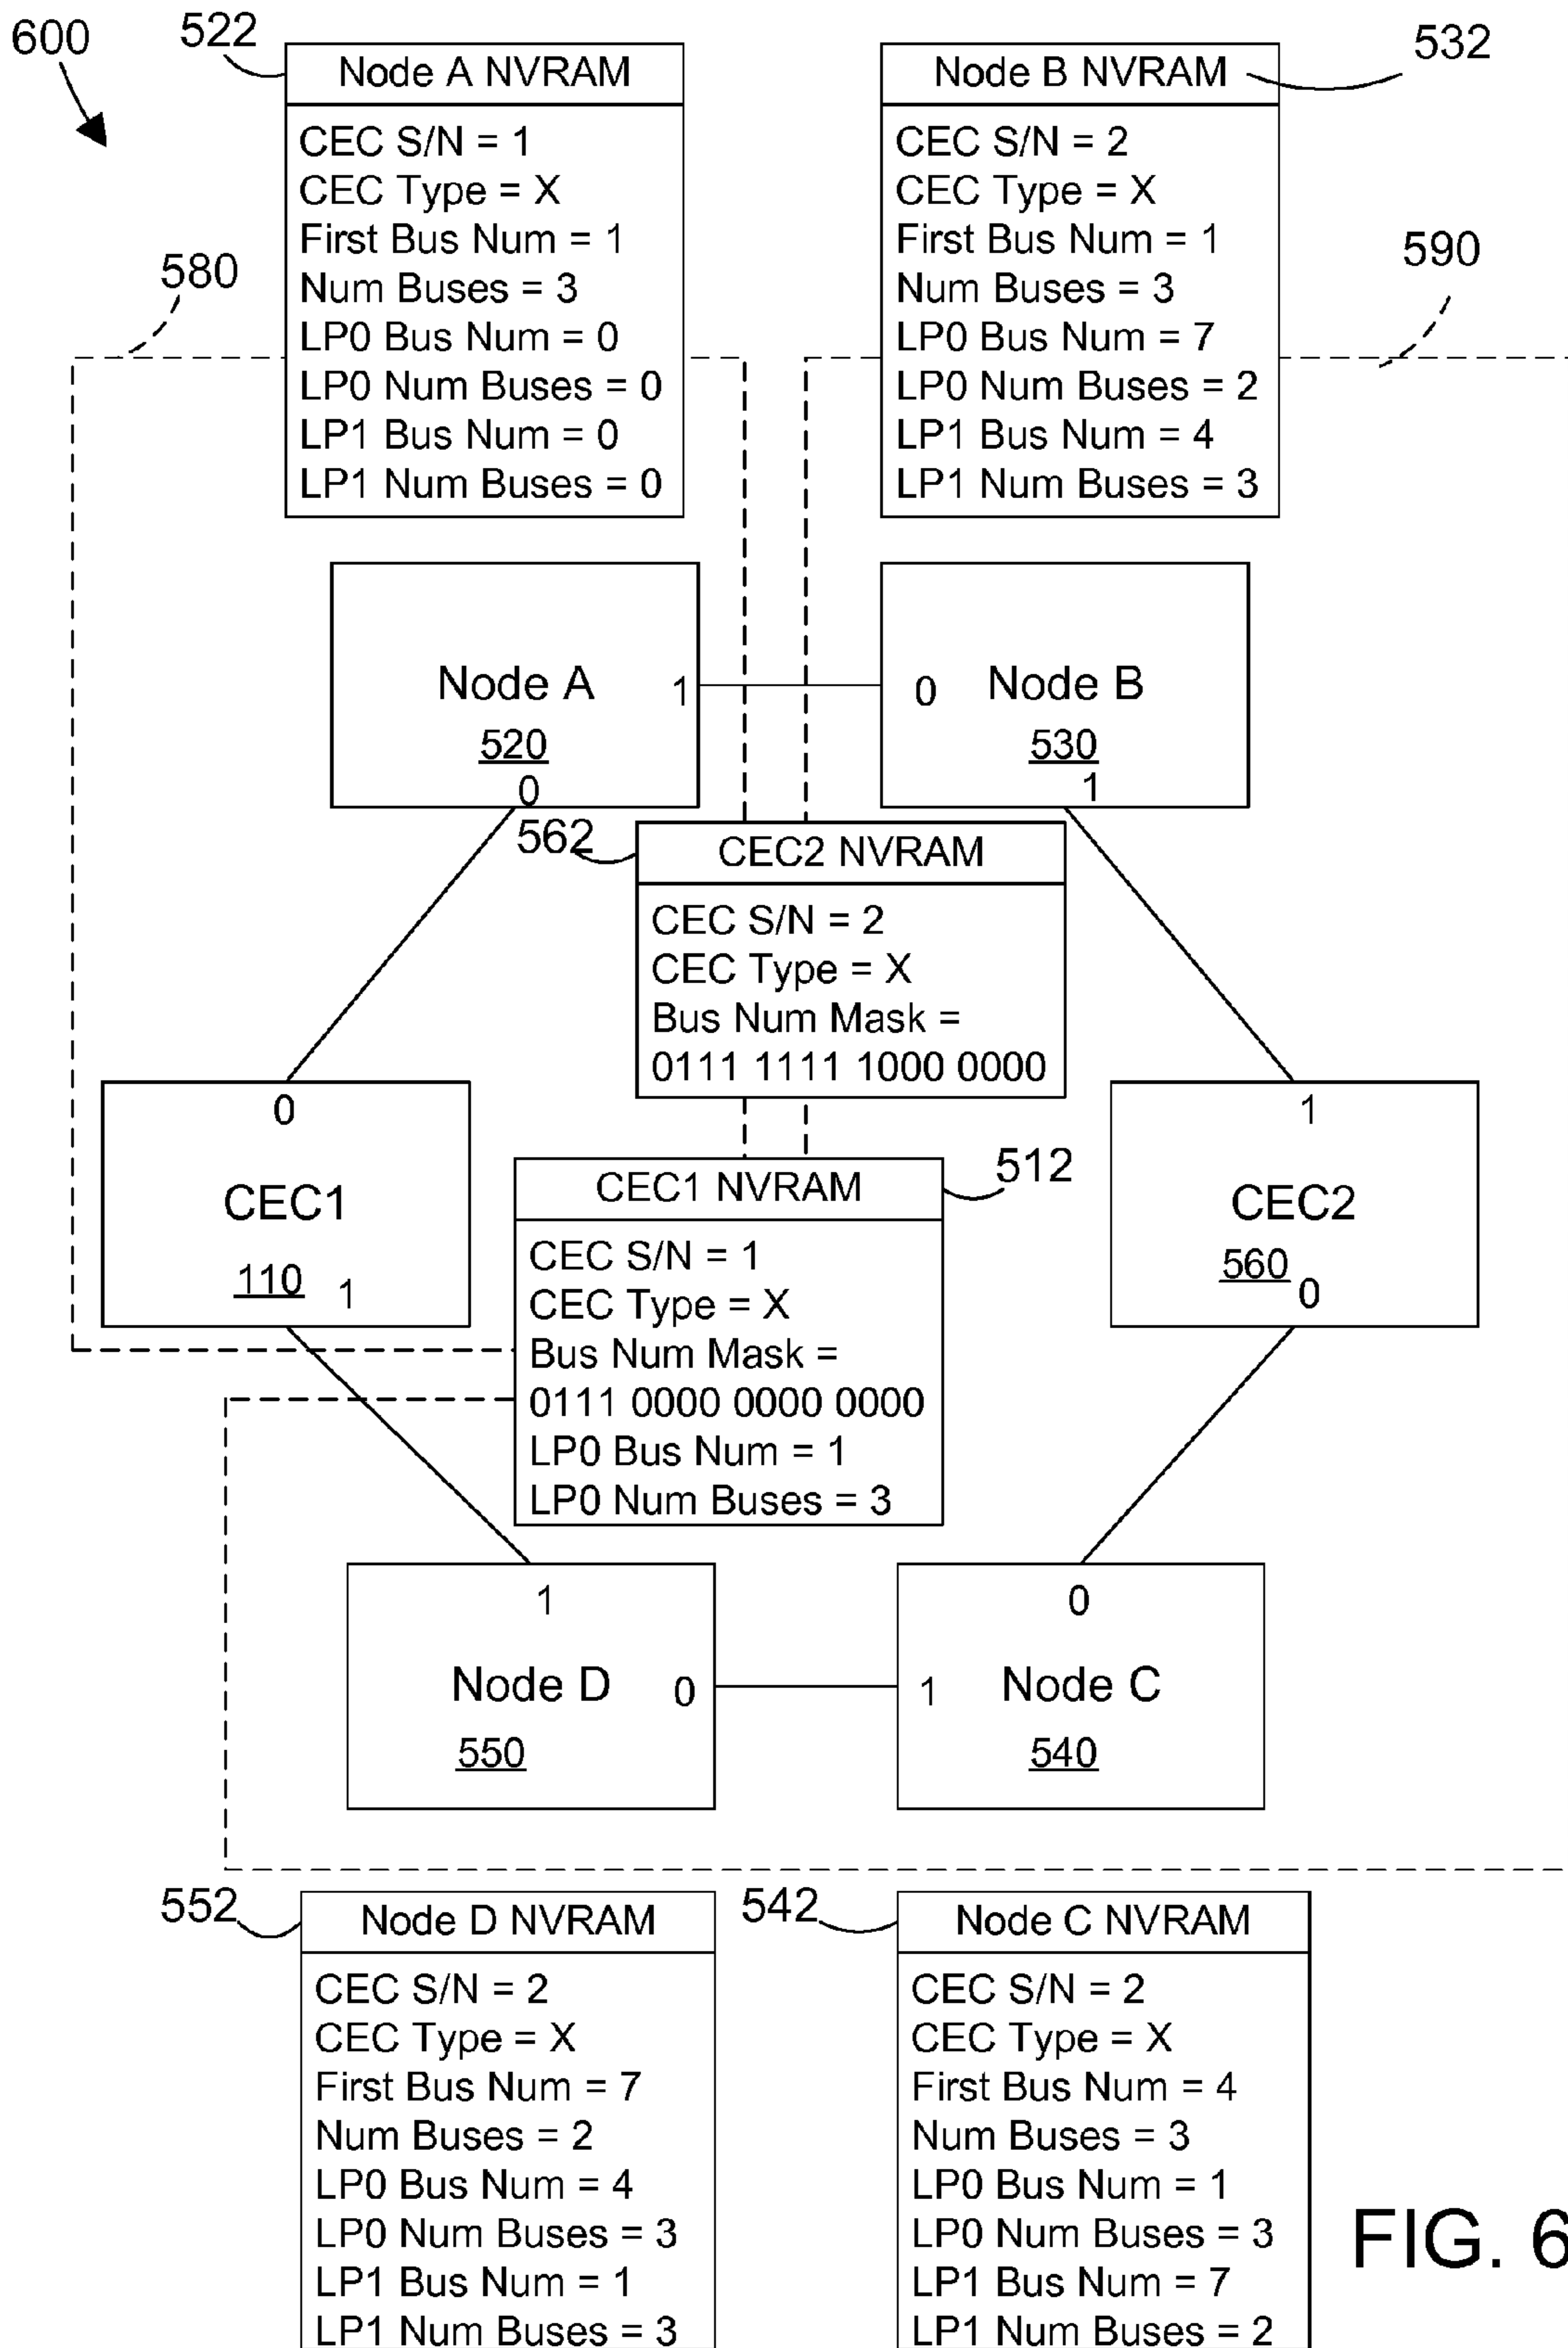 600
522
Node A NVRAM
CEC S/N = 1
CEC Type = X
First Bus Num = 1
Num Buses = 3
LP0 Bus Num = 0
LP0 Num Buses = 0
LP1 Bus Num = 0
LP1 Num Buses = 0
Node B NVRAM
532
CEC S/N = 2
CEC Type = X
First Bus Num = 1
Num Buses = 3
LP0 Bus Num = 7
LP0 Num Buses = 2
LP1 Bus Num = 4
LP1 Num Buses = 3
580
590
Node A
1
520
0
0
Node B
530
1
562
CEC2 NVRAM
CEC S/N = 2
CEC Type = X
Bus Num Mask =
0111 1111 1000 0000
0
CEC1
110
1
512
CEC1 NVRAM
CEC S/N = 1
CEC Type = X
Bus Num Mask =
0111 0000 0000 0000
LP0 Bus Num = 1
LP0 Num Buses = 3
1
CEC2
560
0
1
Node D
0
550
0
1
Node C
540
552
Node D NVRAM
CEC S/N = 2
CEC Type = X
First Bus Num = 7
Num Buses = 2
LP0 Bus Num = 4
LP0 Num Buses = 3
LP1 Bus Num = 1
LP1 Num Buses = 3
542
Node C NVRAM
CEC S/N = 2
CEC Type = X
First Bus Num = 4
Num Buses = 3
LP0 Bus Num = 1
LP0 Num Buses = 3
LP1 Bus Num = 7
LP1 Num Buses = 2
FIG. 6